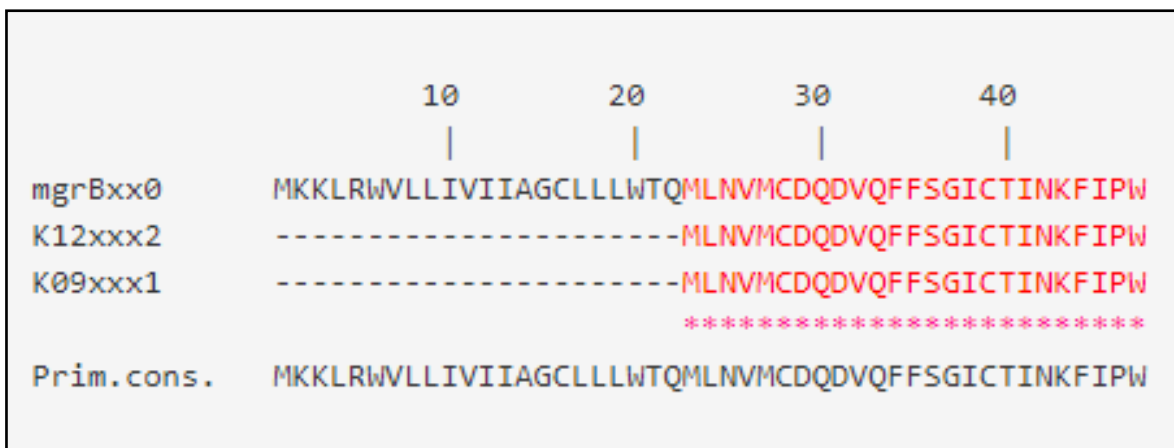 10 20 30 40
| | | |
mgrBxx0 MKKLRWVLLIVIIAGCLLLWTQMLNVMCDQDVQFFSGICTINKFIPW
K12xxx2 ----------------------MLNVMCDQDVQFFSGICTINKFIPW
K09xxx1 ----------------------MLNVMCDQDVQFFSGICTINKFIPW
*************************
Prim.cons. MKKLRWVLLIVIIAGCLLLWTQMLNVMCDQDVQFFSGICTINKFIPW